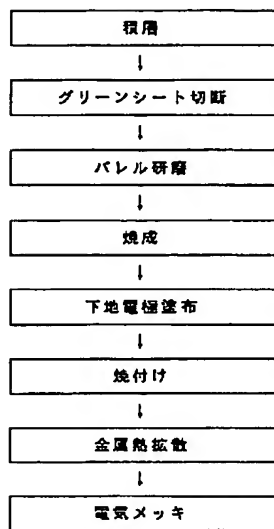 積層
↓
グリーンシート切断
↓
バレル研磨
↓
焼成
↓
下地電極塗布
↓
焼付け
↓
金属熱拡散
↓
電気メッキ